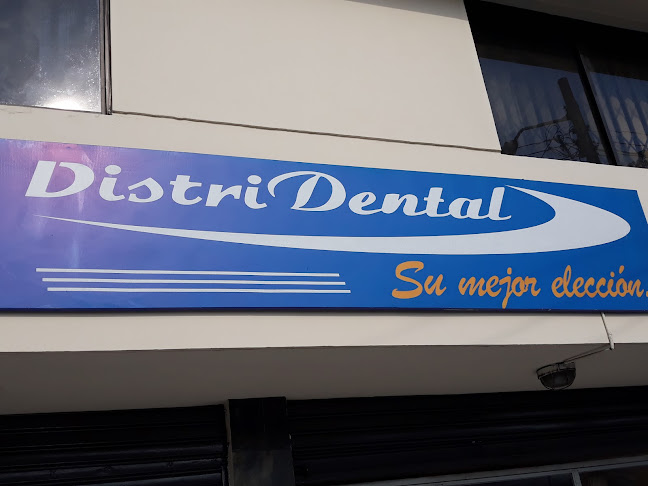 DistriDental
Su mejor elección.